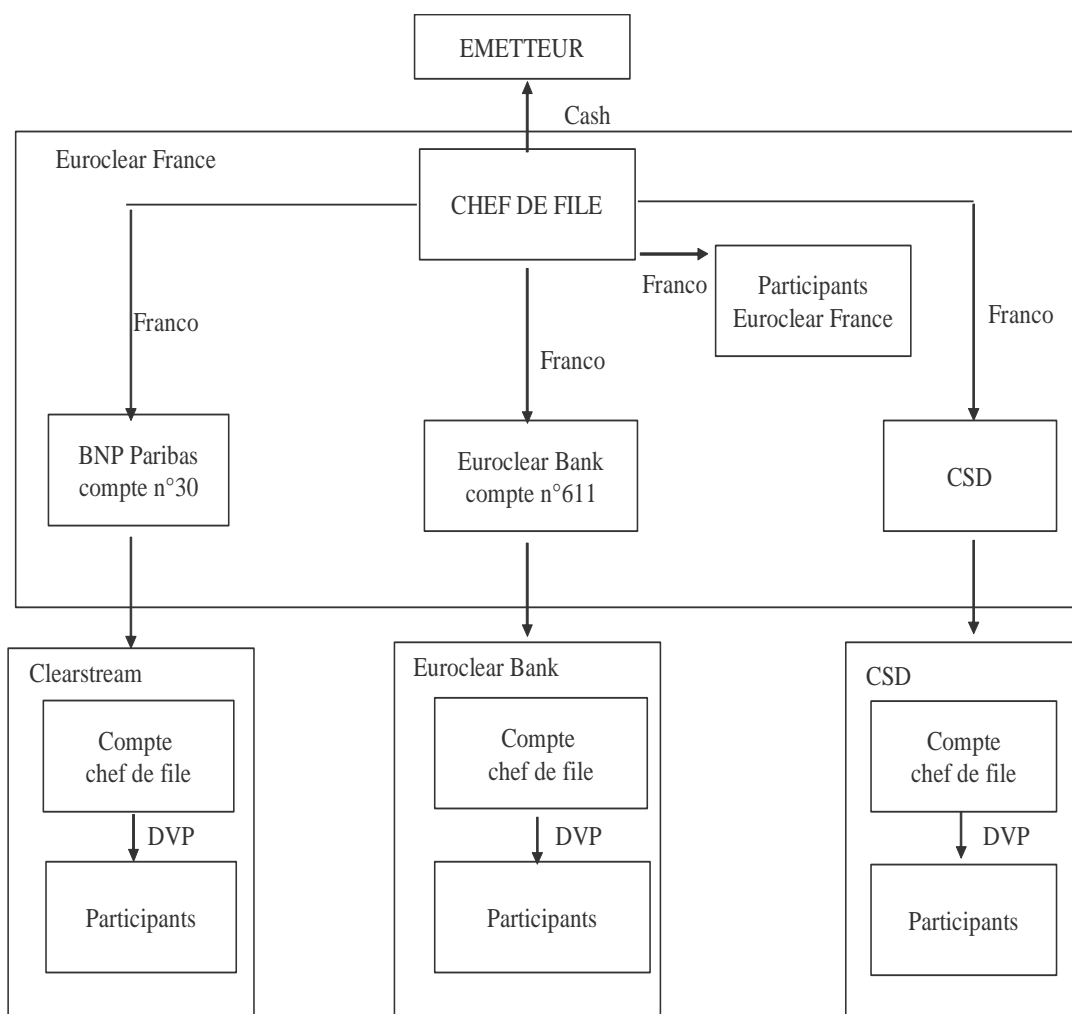 EMETTEUR
Cash
Euroclear France
CHEF DE FILE
Franco
Participants
Euroclear France
Franco
Franco
Franco
BNP Paribas
compte n°30
Euroclear Bank
compte n°611
CSD
Clearstream
Compte
chef de file
DVP
Participants
Euroclear Bank
Compte
chef de file
DVP
Participants
CSD
Compte
chef de file
DVP
Participants